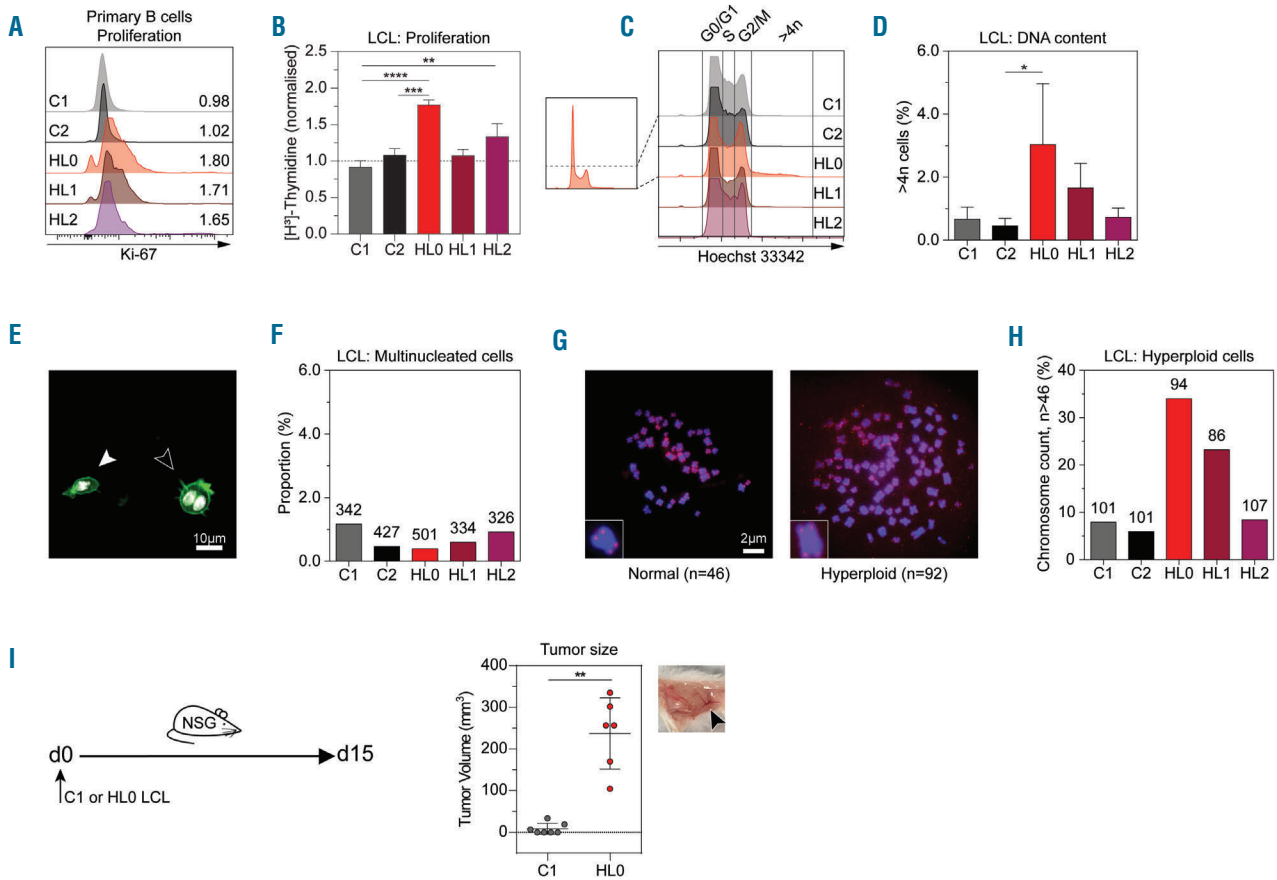 A
Primary B cells
Proliferation
C1
0.98
C2
1.02
HL0
1.80
HL1
1.71
HL2
1.65
Ki-67
B
LCL: Proliferation
[H³]-Thymidine (normalised)
2.5
2.0
1.5
1.0
0.5
0.0
**
****
***
C1
C2
HL0
HL1
HL2
C
G0/G1
S
G2/M
>4n
C1
C2
HL0
HL1
HL2
Hoechst 33342
D
LCL: DNA content
>4n cells (%)
6.0
4.0
2.0
0.0
*
C1
C2
HL0
HL1
HL2
E
10µm
F
LCL: Multinucleated cells
Proportion (%)
6.0
4.0
2.0
0.0
342
427
501
334
326
C1
C2
HL0
HL1
HL2
G
2µm
Normal (n=46)
Hyperploid (n=92)
H
LCL: Hyperploid cells
Chromosome count, n>46 (%)
40
30
20
10
0
101
101
94
86
107
C1
C2
HL0
HL1
HL2
I
NSG
d0
d15
C1 or HL0 LCL
Tumor size
Tumor Volume (mm³)
400
300
200
100
0
**
C1
HL0